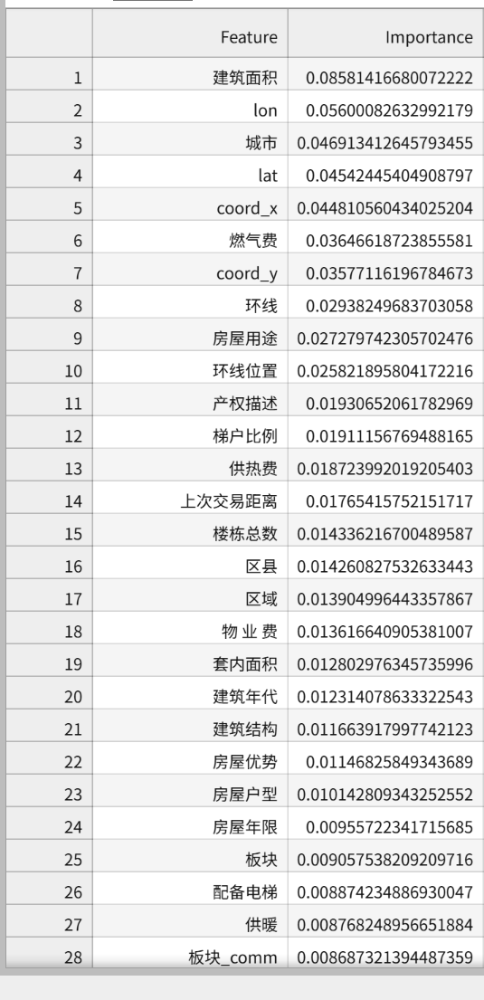 Feature Importance
1 建筑面积 0.08581416680072222
2 lon 0.05600082632992179
3 城市 0.046913412645793455
4 lat 0.04542445404908797
5 coord_x 0.044810560434025204
6 燃气费 0.03646618723855581
7 coord_y 0.03577116196784673
8 环线 0.02938249683703058
9 房屋用途 0.027279742305702476
10 环线位置 0.025821895804172216
11 产权描述 0.01930652061782969
12 梯户比例 0.01911156769488165
13 供热费 0.018723992019205403
14 上次交易距离 0.01765415752151717
15 楼栋总数 0.014336216700489587
16 区县 0.014260827532633443
17 区域 0.013904996443357867
18 物 业 费 0.013616640905381007
19 套内面积 0.012802976345735996
20 建筑年代 0.012314078633322543
21 建筑结构 0.011663917997742123
22 房屋优势 0.01146825849343689
23 房屋户型 0.010142809343252552
24 房屋年限 0.00955722341715685
25 板块 0.009057538209209716
26 配备电梯 0.008874234886930047
27 供暖 0.008768248956651884
28 板块_comm 0.008687321394487359